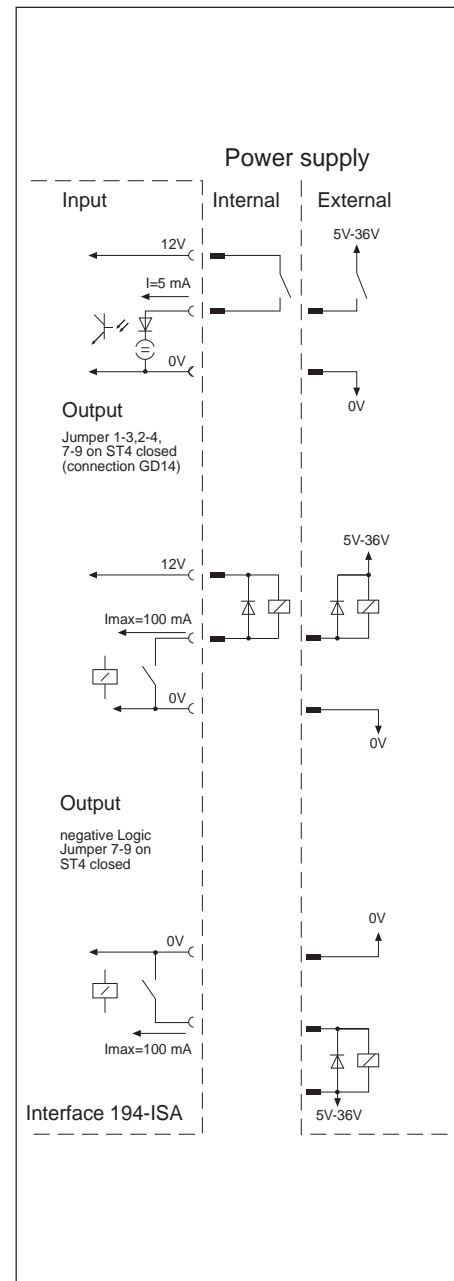 Power supply
Input
Internal
External
5V-36V
12V
I=5 mA
0V
0V
Output
Jumper 1-3,2-4,
7-9 on ST4 closed
(connection GD14)
5V-36V
12V
Imax=100 mA
0V
0V
Output
negative Logic
Jumper 7-9 on
ST4 closed
0V
0V
Imax=100 mA
5V-36V
Interface 194-ISA